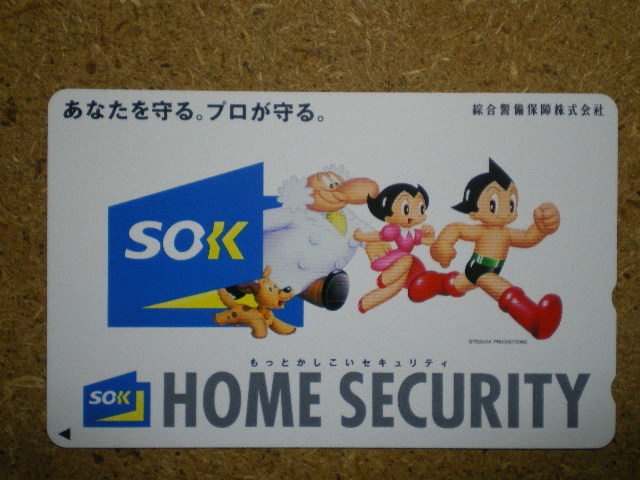 あなたを守る。プロが守る。
綜合警備保障株式会社
SOK
©TEZUKA PRODUCTIONS
もっとかしこいセキュリティ
SOK HOME SECURITY